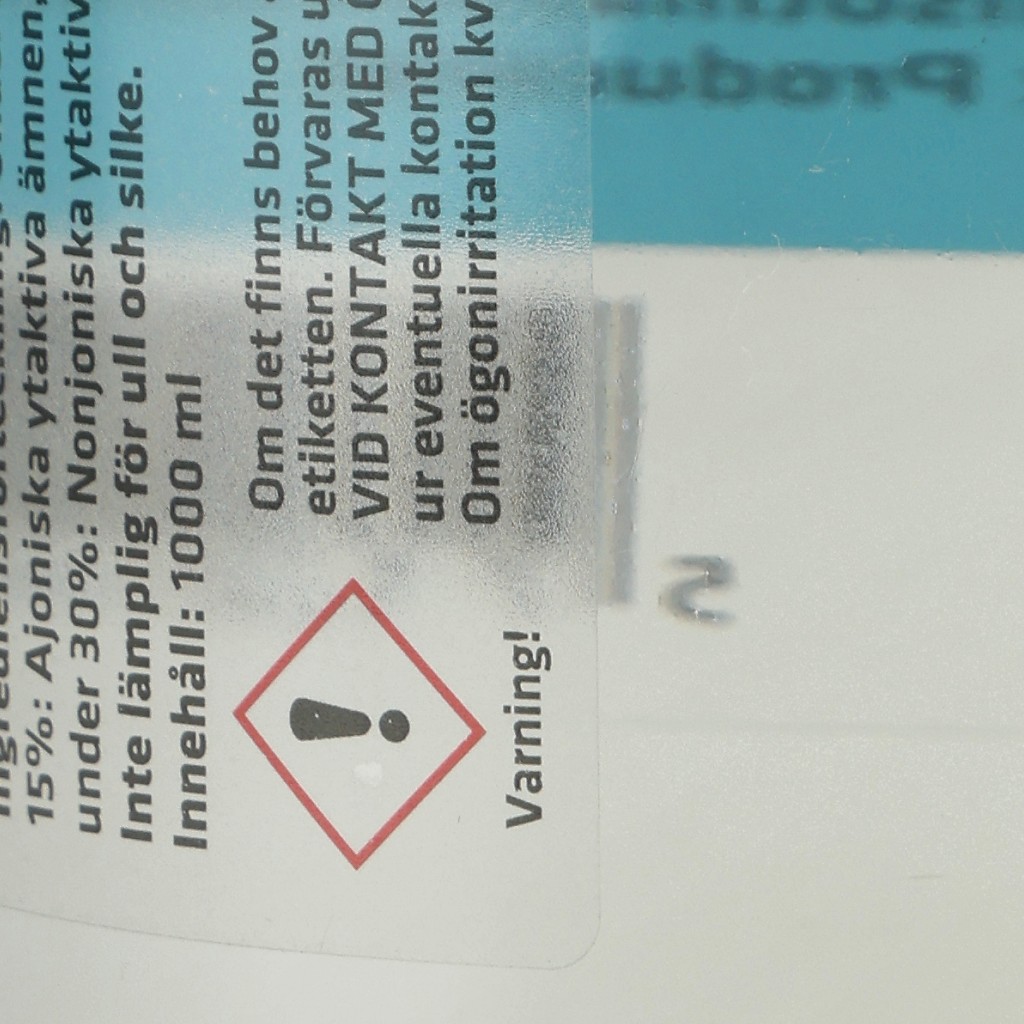 15%: Ajoniska ytaktiva ämnen,
under 30%: Nonjoniska ytaktiv
Inte lämplig för ull och silke.
Innehåll: 1000 ml
Om det finns behov
etiketten. Förvaras
VID KONTAKT MED
ur eventuella kontak
Om ögonirritation kv
Varning!